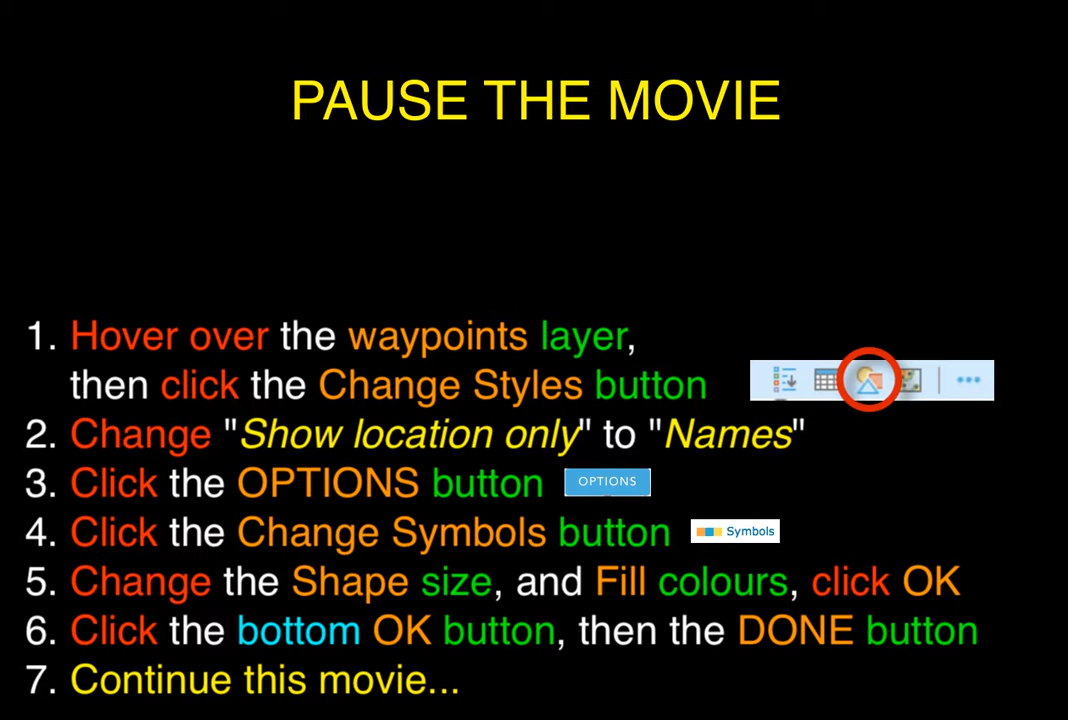 PAUSE THE MOVIE
1. Hover over the waypoints layer,
then click the Change Styles button
2. Change "Show location only" to "Names"
3. Click the OPTIONS button OPTIONS
4. Click the Change Symbols button Symbols
5. Change the Shape size, and Fill colours, click OK
6. Click the bottom OK button, then the DONE button
7. Continue this movie...